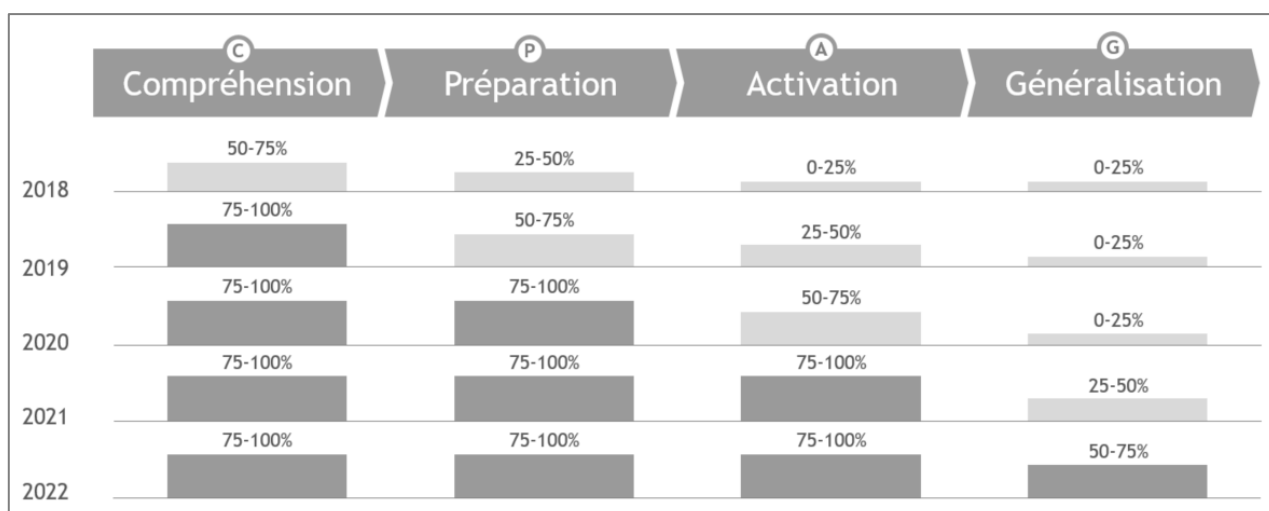 C P A G
Compréhension Préparation Activation Généralisation
50-75% 25-50% 0-25% 0-25%
2018
75-100% 50-75% 25-50% 0-25%
2019
75-100% 75-100% 50-75% 0-25%
2020
75-100% 75-100% 75-100% 25-50%
2021
75-100% 75-100% 75-100% 50-75%
2022